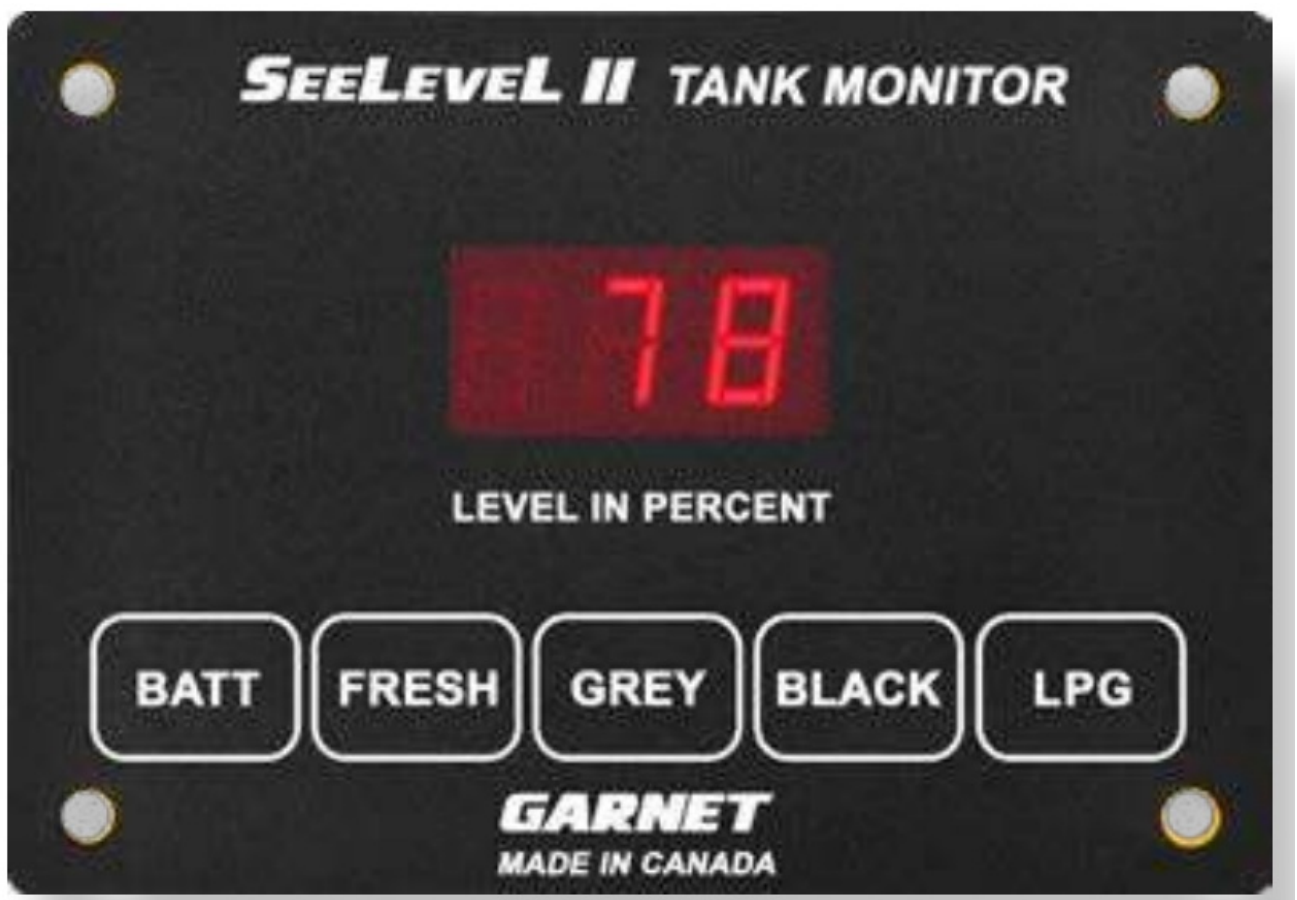 SEELEVEL II TANK MONITOR
78
LEVEL IN PERCENT
BATT FRESH GREY BLACK LPG
GARNET
MADE IN CANADA